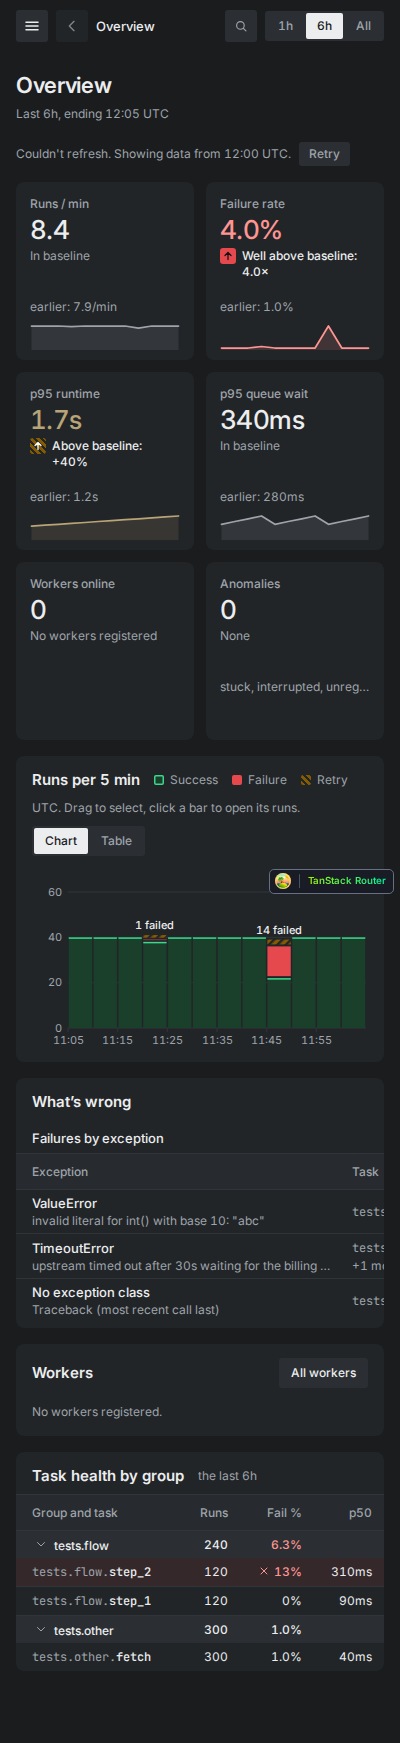 Overview
1h 6h All
Overview
Last 6h, ending 12:05 UTC
Couldn't refresh. Showing data from 12:00 UTC. Retry
Runs / min
8.4
In baseline
earlier: 7.9/min
Failure rate
4.0%
Well above baseline:
4.0×
earlier: 1.0%
p95 runtime
1.7s
Above baseline:
+40%
earlier: 1.2s
p95 queue wait
340ms
In baseline
earlier: 280ms
Workers online
0
No workers registered
Anomalies
0
None
stuck, interrupted, unreg...
Runs per 5 min Success Failure Retry
UTC. Drag to select, click a bar to open its runs.
Chart Table
TanStack Router
60
1 failed
14 failed
40
20
0
11:05 11:15 11:25 11:35 11:45 11:55
What's wrong
Failures by exception
Exception Task
ValueError
invalid literal for int() with base 10: "abc" tests
TimeoutError tests
upstream timed out after 30s waiting for the billing ... +1 mo
No exception class
Traceback (most recent call last) tests
Workers All workers
No workers registered.
Task health by group the last 6h
Group and task Runs Fail % p50
tests.flow 240 6.3%
tests.flow.step_2 120 × 13% 310ms
tests.flow.step_1 120 0% 90ms
tests.other 300 1.0%
tests.other.fetch 300 1.0% 40ms